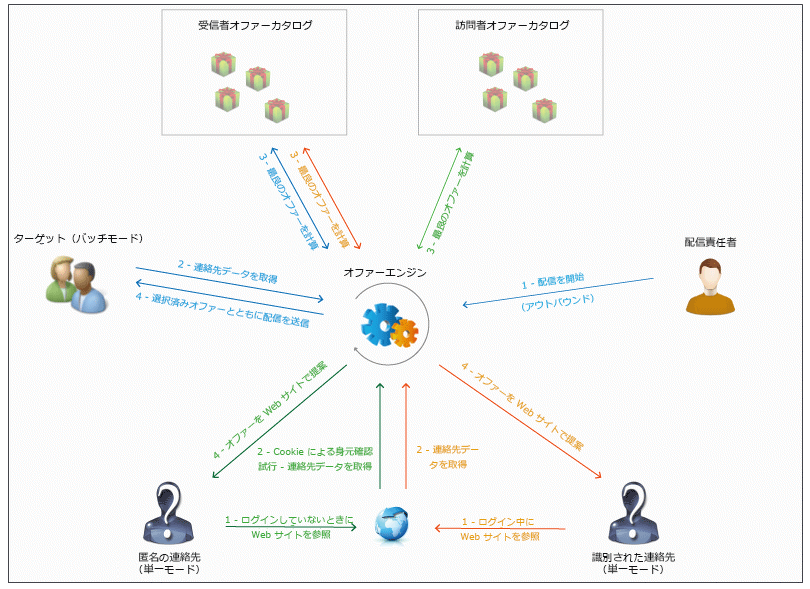 受信者オファーカタログ
訪問者オファーカタログ
3 - 最良のオファーを計算
3 - 最良のオファーを計算
3 - 最良のオファーを計算
ターゲット（バッチモード）
配信責任者
オファーエンジン
2 - 連絡先データを取得
4 - 選択済みオファーとともに配信を送信
1 - 配信を開始
（アウトバウンド）
4 - オファーを Web サイトで提案
4 - オファーを Web サイトで提案
2 - Cookie による身元確認
試行 - 連絡先データを取得
2 - 連絡先デー
タを取得
1 - ログインしていないときに
Web サイトを参照
1 - ログイン中に
Web サイトを参照
匿名の連絡先
（単一モード）
識別された連絡先
（単一モード）